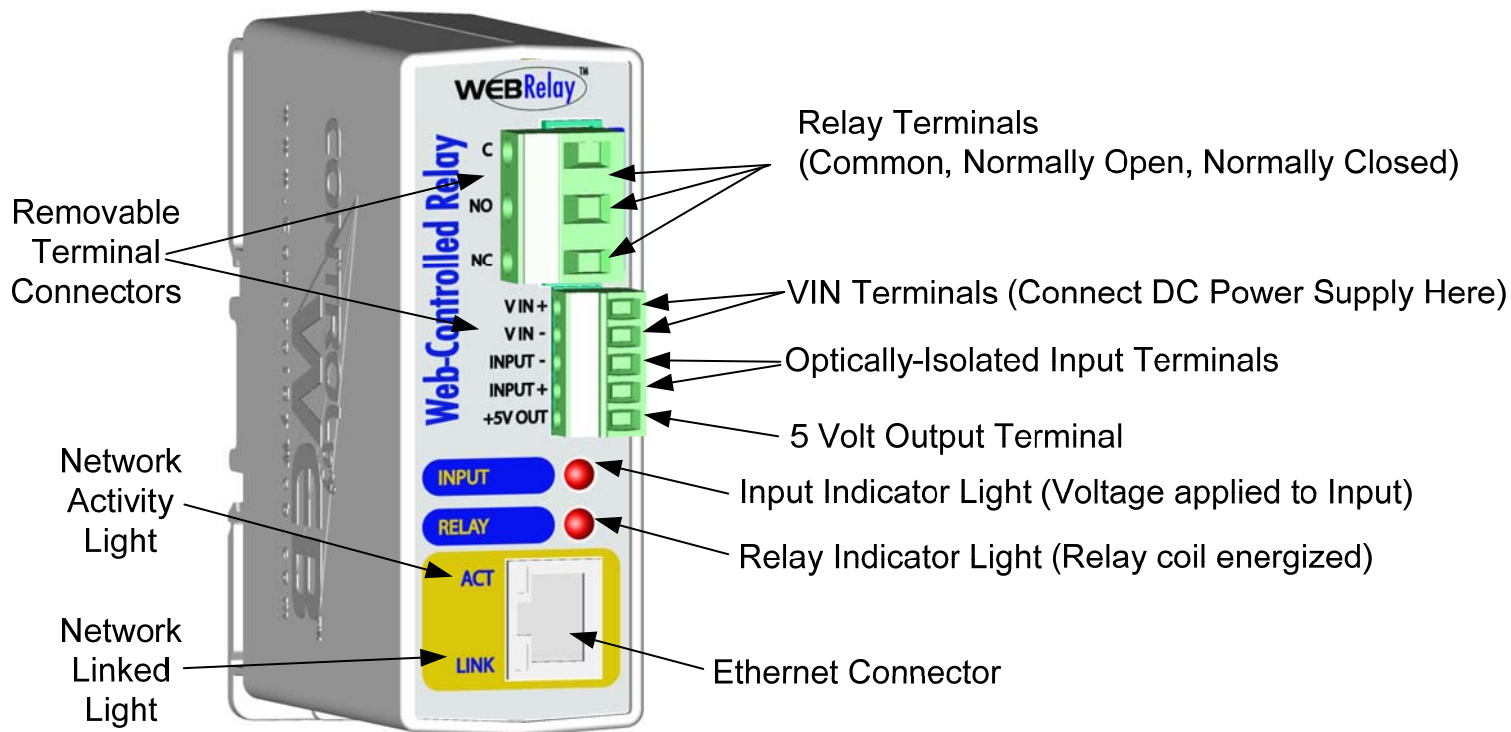 WEBRelay™
Web-Controlled Relay
C
NO
NC
VIN+
VIN -
INPUT -
INPUT+
+5V OUT
INPUT
RELAY
ACT
LINK
CONTROL
BY
WEB
Removable
Terminal
Connectors
Network
Activity
Light
Network
Linked
Light
Relay Terminals
(Common, Normally Open, Normally Closed)
VIN Terminals (Connect DC Power Supply Here)
Optically-Isolated Input Terminals
5 Volt Output Terminal
Input Indicator Light (Voltage applied to Input)
Relay Indicator Light (Relay coil energized)
Ethernet Connector